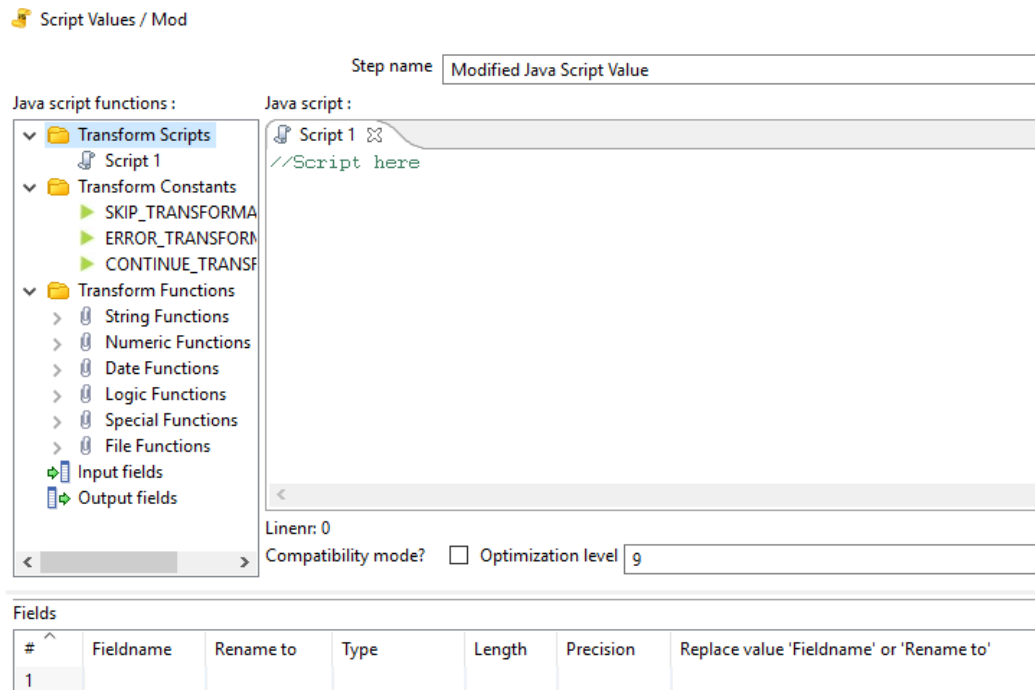 Script Values / Mod
Step name Modified Java Script Value
Java script functions :
Java script :
Transform Scripts
Script 1
Transform Constants
SKIP_TRANSFORMA
ERROR_TRANSFORM
CONTINUE_TRANSF
Transform Functions
String Functions
Numeric Functions
Date Functions
Logic Functions
Special Functions
File Functions
Input fields
Output fields
Script 1
//Script here
Linenr: 0
Compatibility mode? Optimization level 9
Fields
# Fieldname Rename to Type Length Precision Replace value 'Fieldname' or 'Rename to'
1